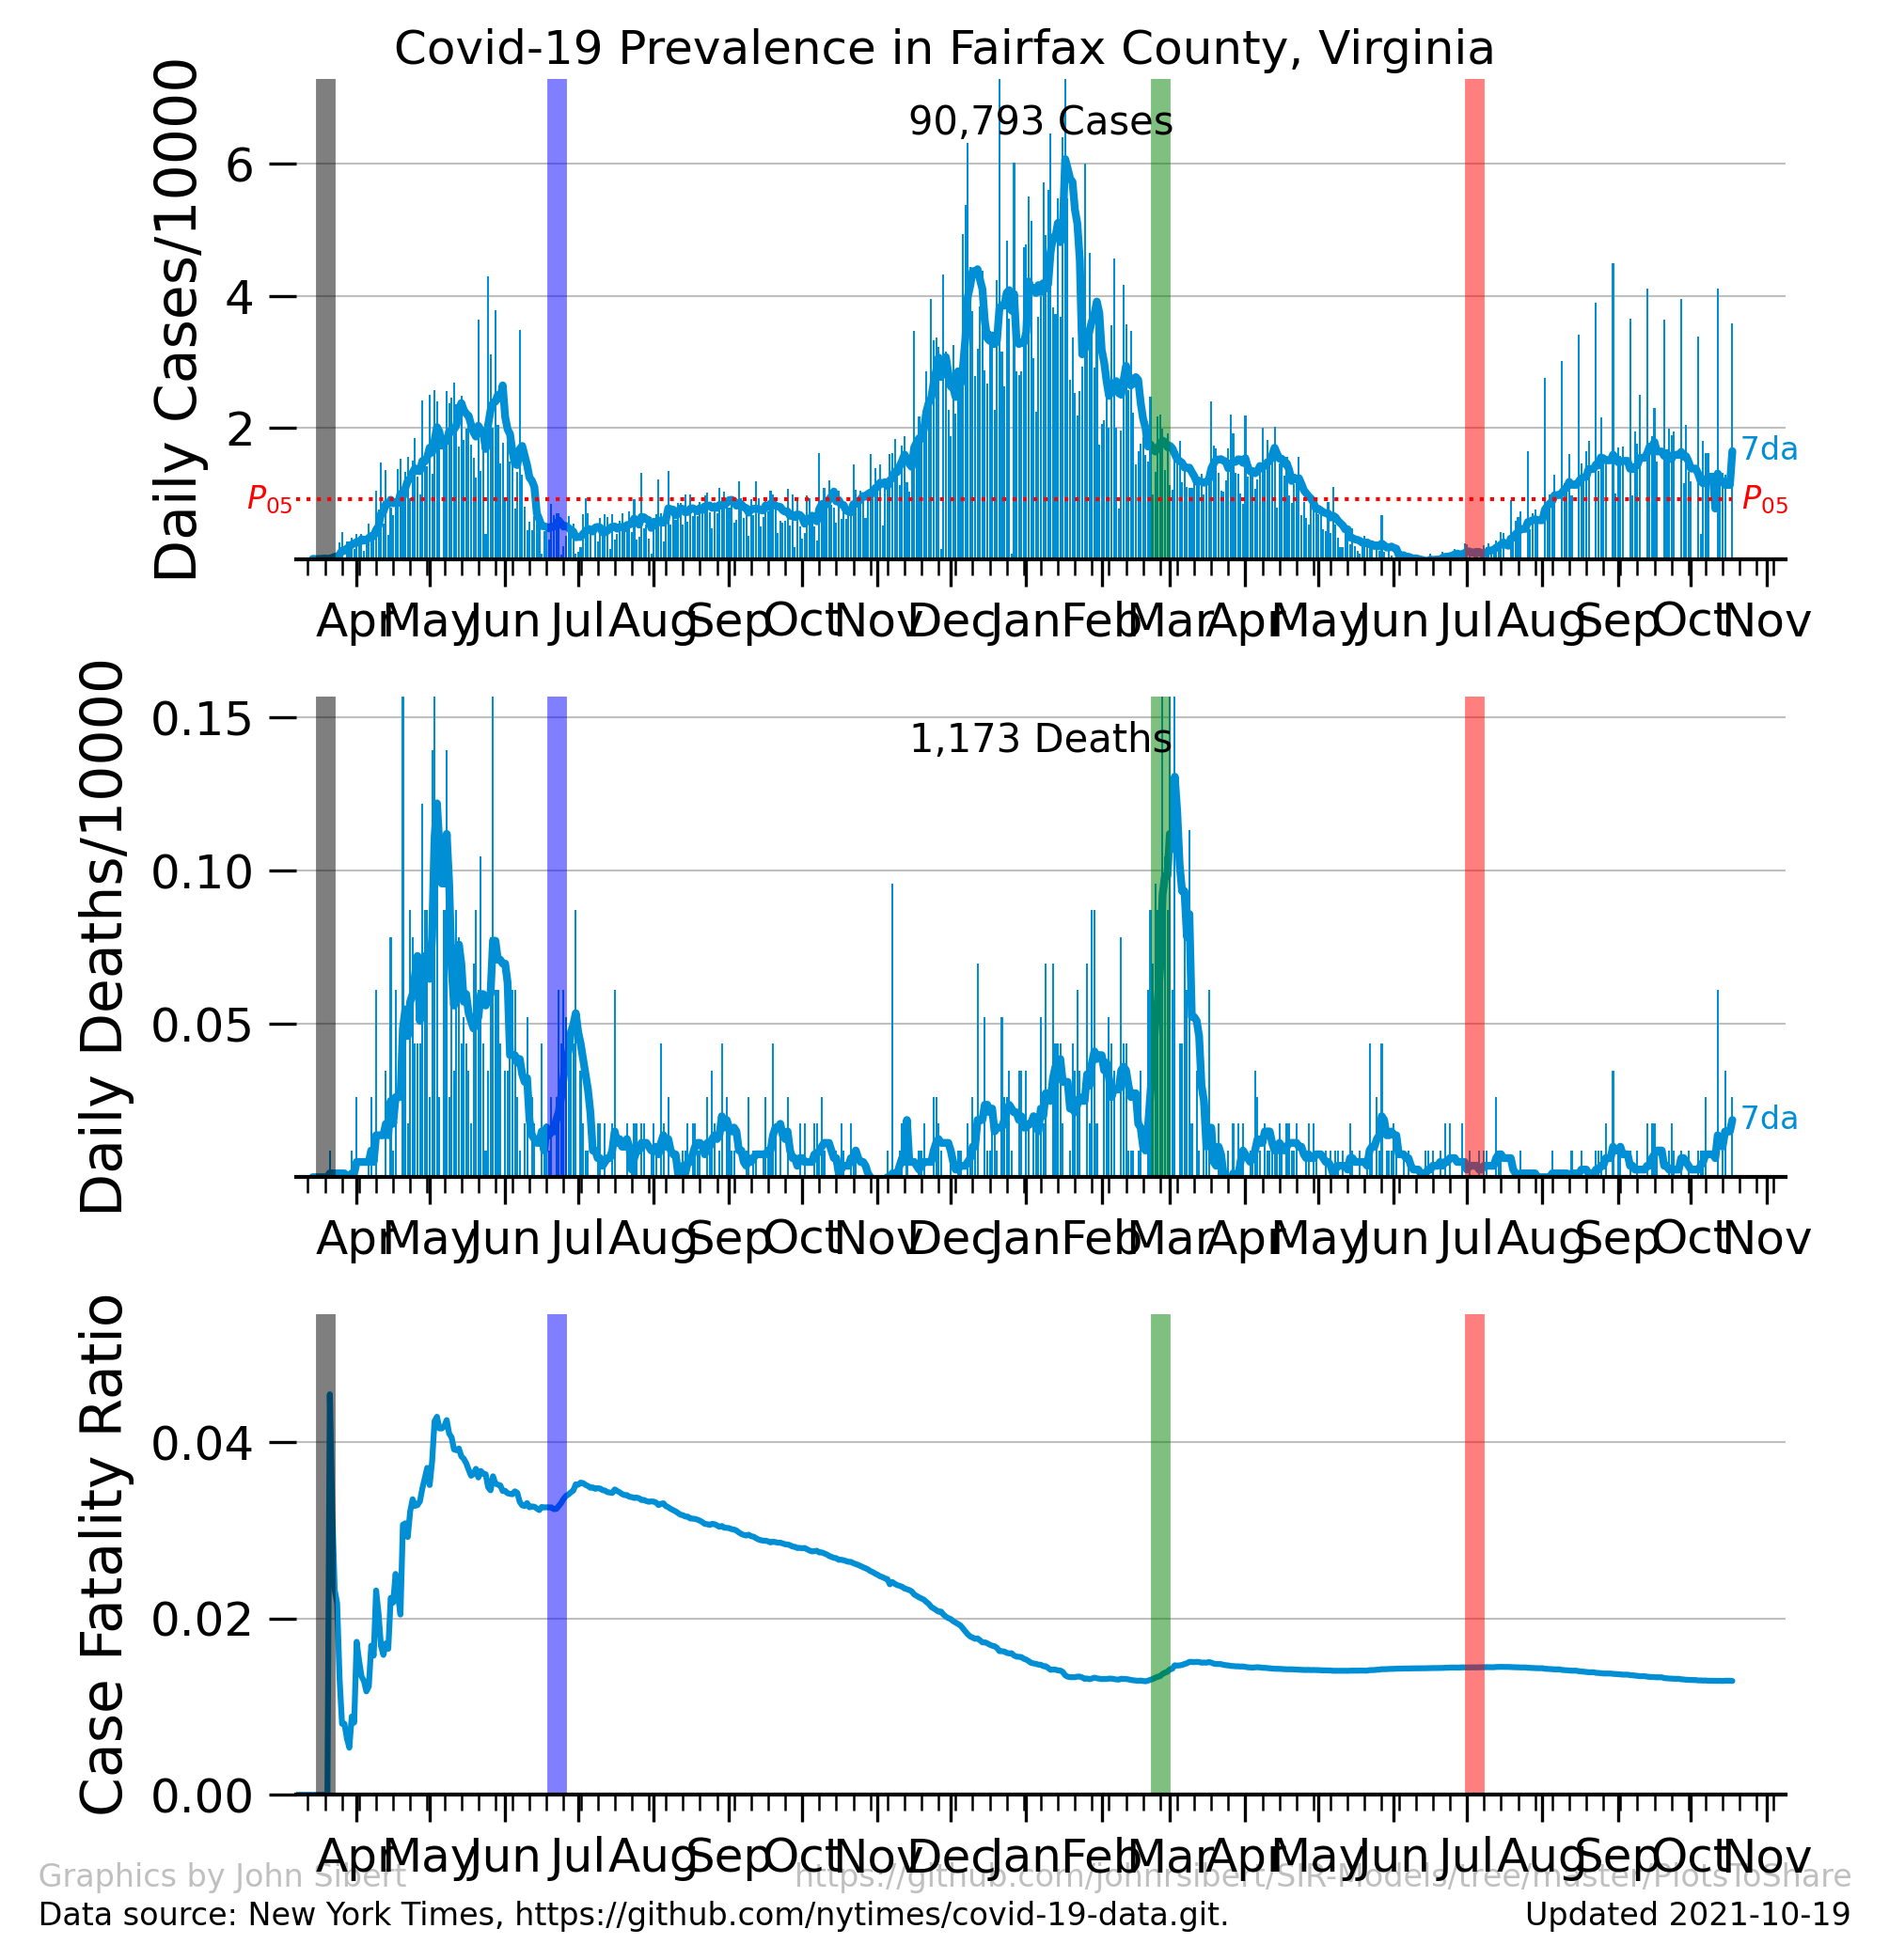 Covid-19 Prevalence in Fairfax County, Virginia
Daily Cases/10000
90,793 Cases
6
4
2
7da
P05
P05
Apr May Jun Jul Aug Sep Oct Nov Dec Jan Feb Mar Apr May Jun Jul Aug Sep Oct Nov
Daily Deaths/10000
0.15
1,173 Deaths
0.10
0.05
7da
Apr May Jun Jul Aug Sep Oct Nov Dec Jan Feb Mar Apr May Jun Jul Aug Sep Oct Nov
Case Fatality Ratio
0.04
0.02
0.00
Apr May Jun Jul Aug Sep Oct Nov Dec Jan Feb Mar Apr May Jun Jul Aug Sep Oct Nov
Graphics by John Sibert https://github.com/johnrsibert/SIR-Models/tree/master/PlotsToShare
Data source: New York Times, https://github.com/nytimes/covid-19-data.git. Updated 2021-10-19